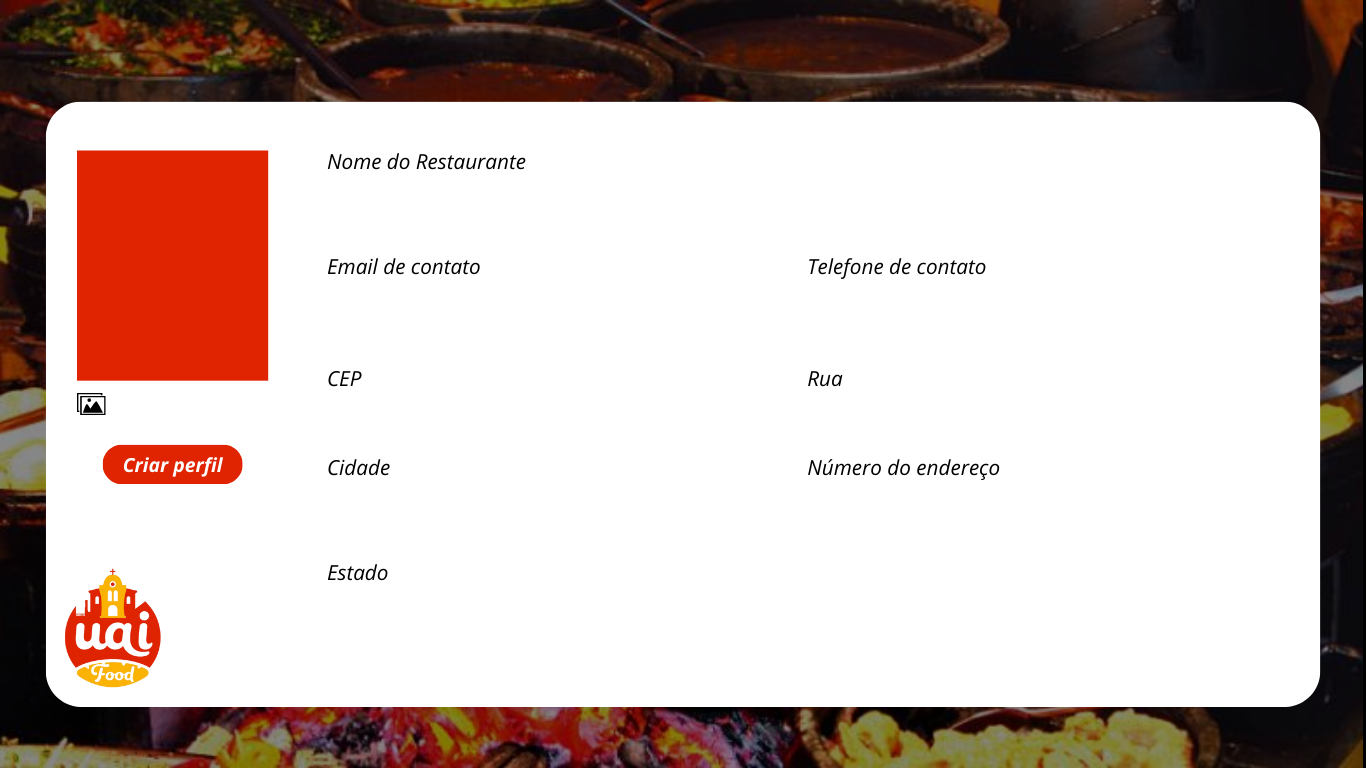 Nome do Restaurante
Email de contato
Telefone de contato
CEP
Rua
Criar perfil
Cidade
Número do endereço
Estado
uai
Food